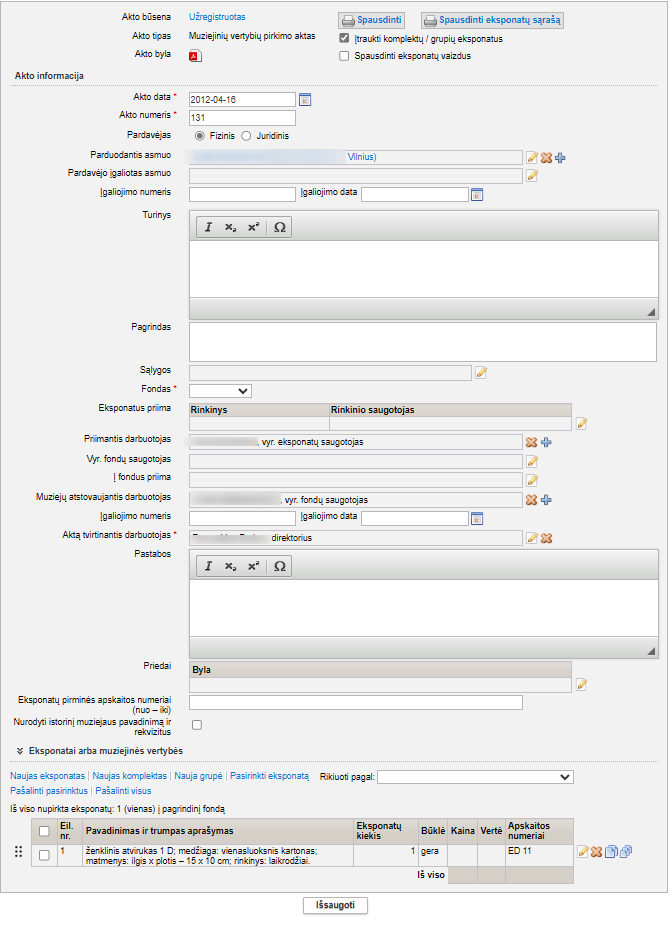 Akto būsena Užregistruotas Spausdinti Spausdinti eksponatų sąrašą
Akto tipas Muziejinių vertybių pirkimo aktas Įtraukti komplektų / grupių eksponatus
Akto byla Spausdinti eksponatų vaizdus
Akto informacija
Akto data * 2012-04-16
Akto numeris * 131
Pardavėjas Fizinis Juridinis
Parduodantis asmuo Vilnius)
Pardavėjo įgaliotas asmuo
Įgaliojimo numeris Įgaliojimo data
Turinys
I x₂ x² Ω
Pagrindas
Sąlygos
Fondas *
Eksponatus priima Rinkinys Rinkinio saugotojas
Priimantis darbuotojas , vyr. eksponatų saugotojas
Vyr. fondų saugotojas
Į fondus priima
Muziejų atstovaujantis darbuotojas , vyr. fondų saugotojas
Įgaliojimo numeris Įgaliojimo data
Aktą tvirtinantis darbuotojas * direktorius
Pastabos
I x₂ x² Ω
Priedai Byla
Eksponatų pirminės apskaitos numeriai
(nuo – iki)
Nurodyti istorinį muziejaus pavadinimą ir
rekvizitus
Eksponatai arba muziejinės vertybės
Naujas eksponatas | Naujas komplektas | Nauja grupė | Pasirinkti eksponatą Rikiuoti pagal:
Pašalinti pasirinktus | Pašalinti visus
Iš viso nupirkta eksponatų: 1 (vienas) į pagrindinį fondą
Eil. nr. Pavadinimas ir trumpas aprašymas Eksponatų kiekis Būklė Kaina Vertė Apskaitos numeriai
1 ženklinis atvirukas 1 D; medžiaga: vienasluoksnis kartonas; 1 gera ED 11
matmenys: ilgis x plotis – 15 x 10 cm; rinkinys: laikrodžiai.
Iš viso
Išsaugoti